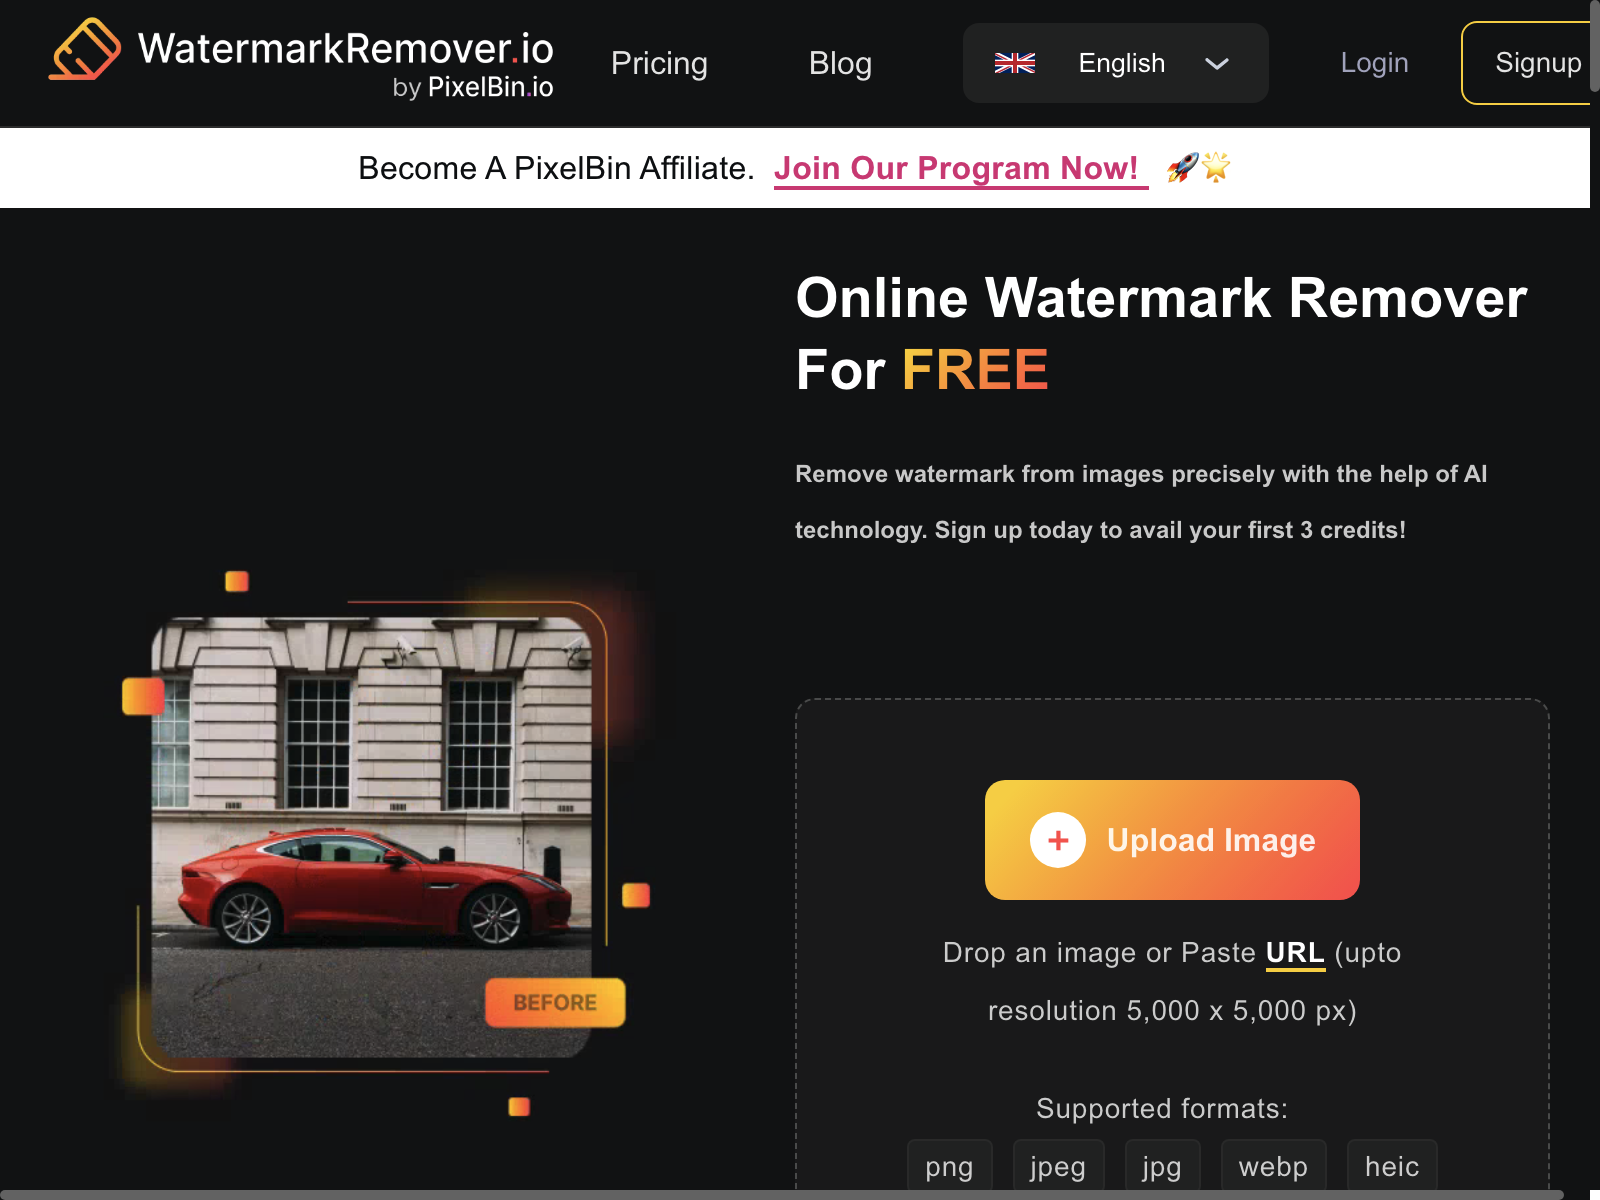 WatermarkRemover.io
by PixelBin.io
Pricing
Blog
English
Login
Signup
Become A PixelBin Affiliate. Join Our Program Now! 🚀🌟
Online Watermark Remover
For FREE
Remove watermark from images precisely with the help of AI
technology. Sign up today to avail your first 3 credits!
BEFORE
+ Upload Image
Drop an image or Paste URL (upto
resolution 5,000 x 5,000 px)
Supported formats:
png jpeg jpg webp heic